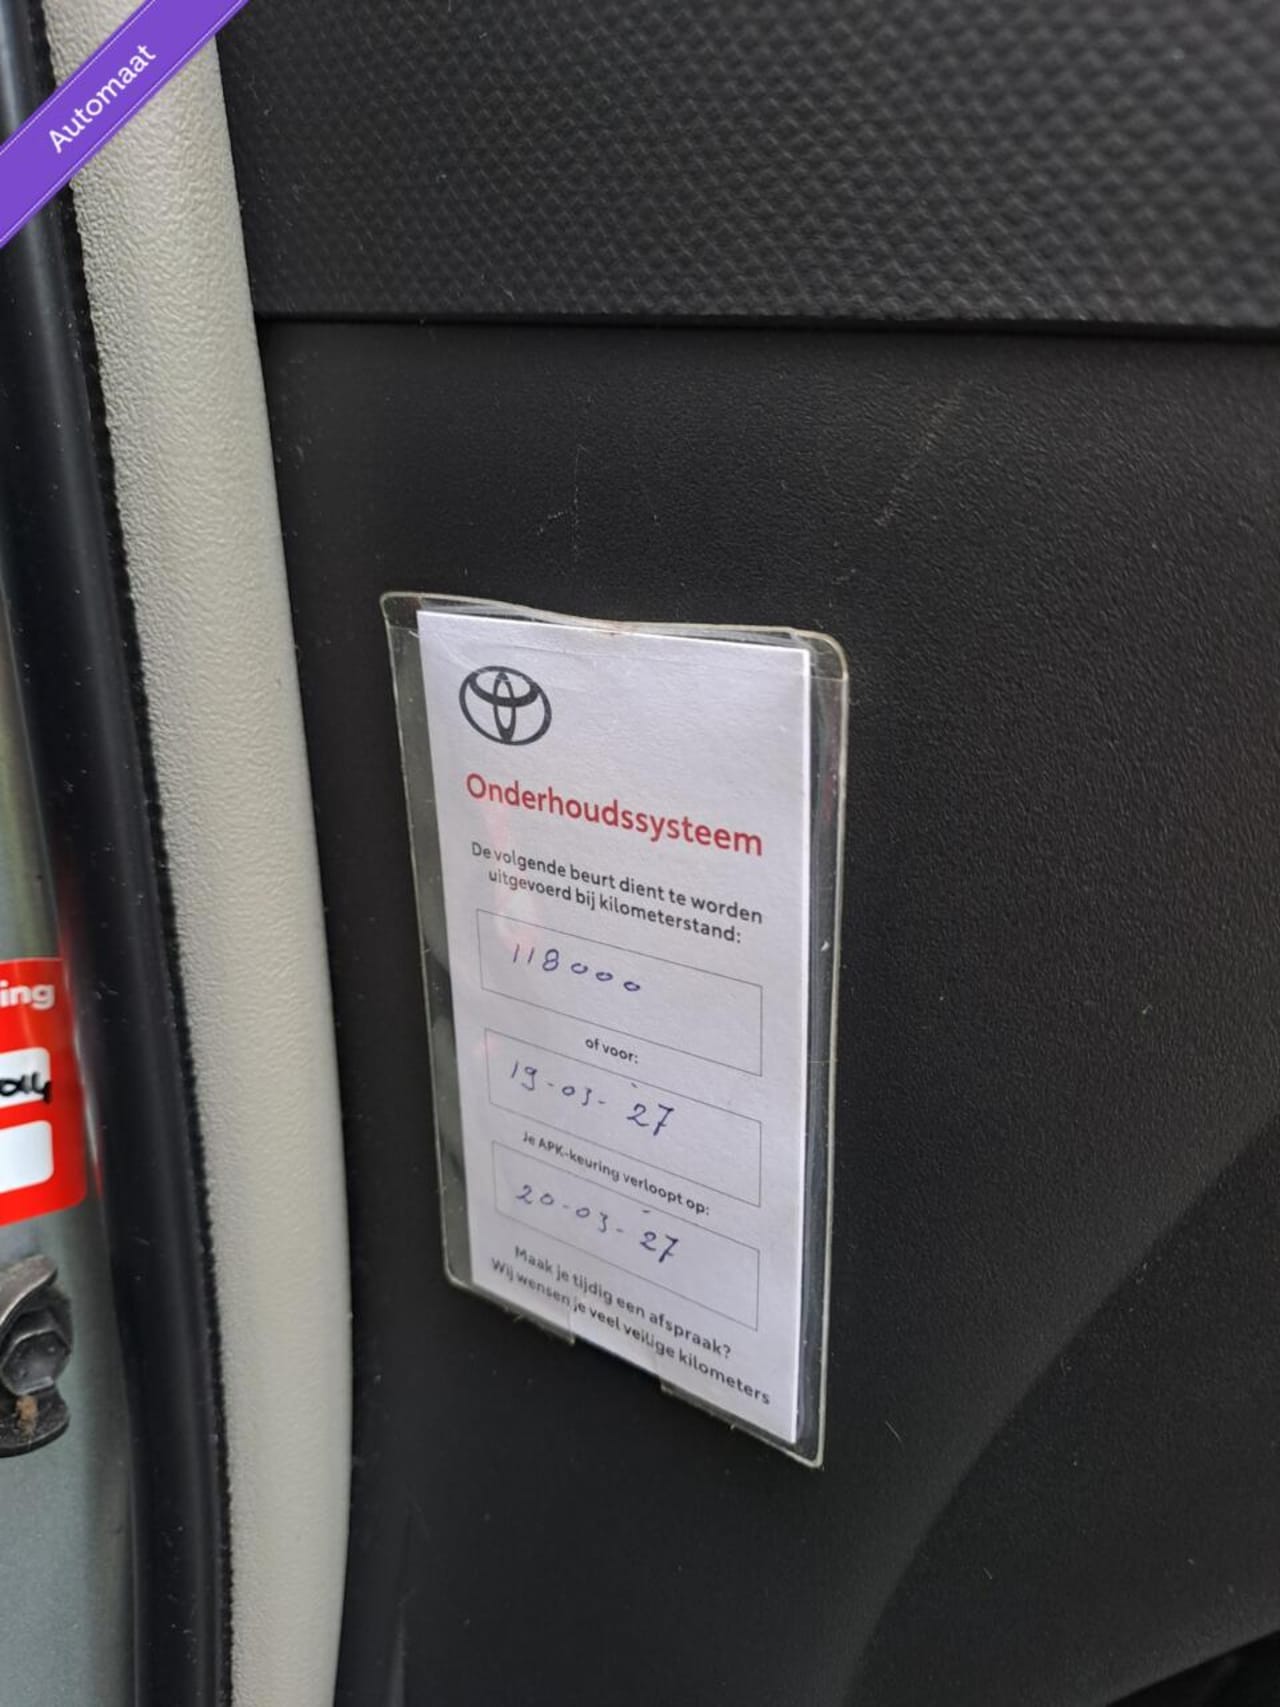 Automaat
Onderhoudssysteem
De volgende beurt dient te worden
uitgevoerd bij kilometerstand:
118000
of voor:
19-03-'27
Je APK-keuring verloopt op:
20-03-'27
Maak je tijdig een afspraak?
Wij wensen je veel veilige kilometers
ing